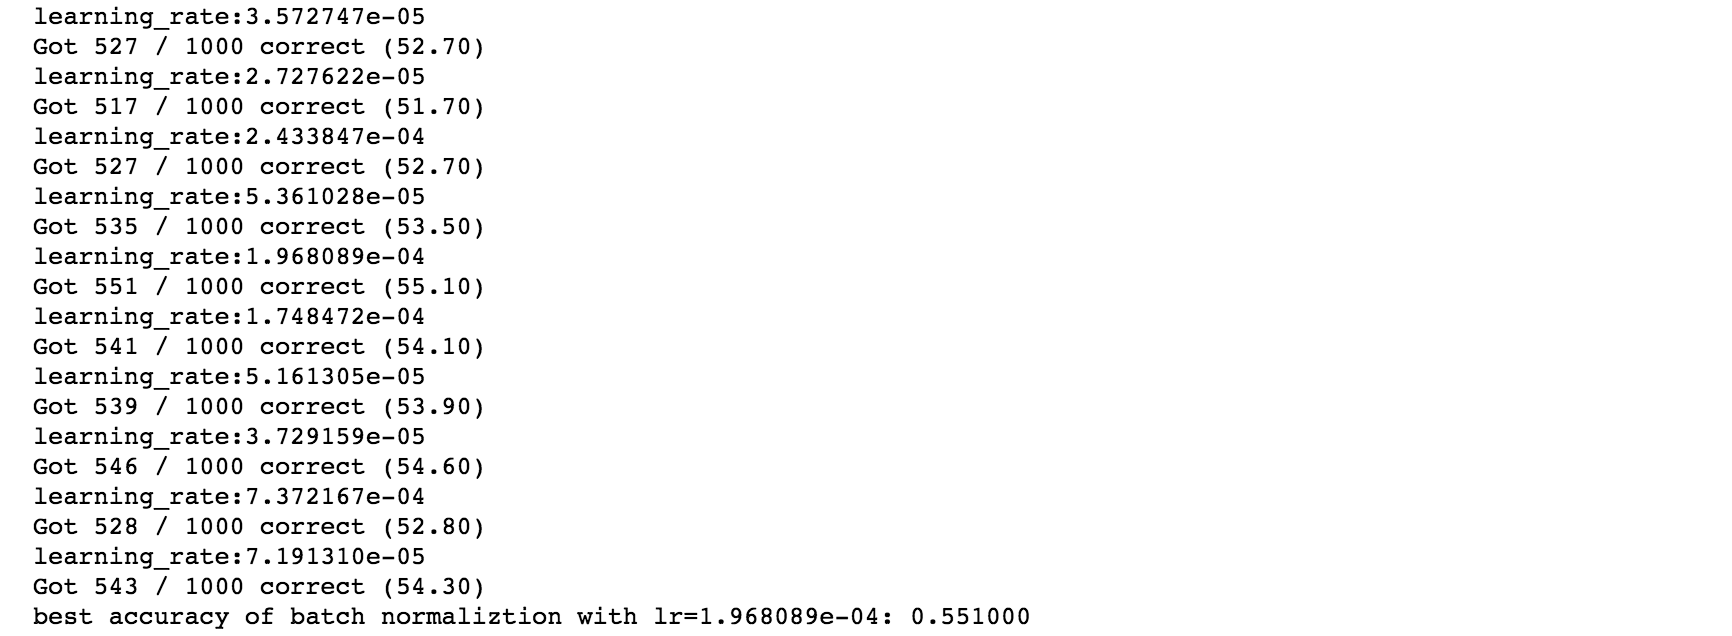 learning_rate:3.572747e-05
Got 527 / 1000 correct (52.70)
learning_rate:2.727622e-05
Got 517 / 1000 correct (51.70)
learning_rate:2.433847e-04
Got 527 / 1000 correct (52.70)
learning_rate:5.361028e-05
Got 535 / 1000 correct (53.50)
learning_rate:1.968089e-04
Got 551 / 1000 correct (55.10)
learning_rate:1.748472e-04
Got 541 / 1000 correct (54.10)
learning_rate:5.161305e-05
Got 539 / 1000 correct (53.90)
learning_rate:3.729159e-05
Got 546 / 1000 correct (54.60)
learning_rate:7.372167e-04
Got 528 / 1000 correct (52.80)
learning_rate:7.191310e-05
Got 543 / 1000 correct (54.30)
best accuracy of batch normaliztion with lr=1.968089e-04: 0.551000